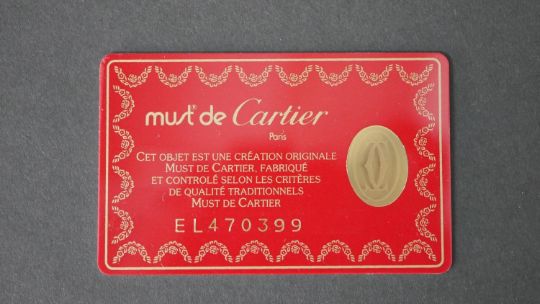 must de Cartier
Paris
CET OBJET EST UNE CRÉATION ORIGINALE
MUST DE CARTIER, FABRIQUÉ
ET CONTROLÉ SELON LES CRITÈRES
DE QUALITÉ TRADITIONNELS
MUST DE CARTIER
EL470399